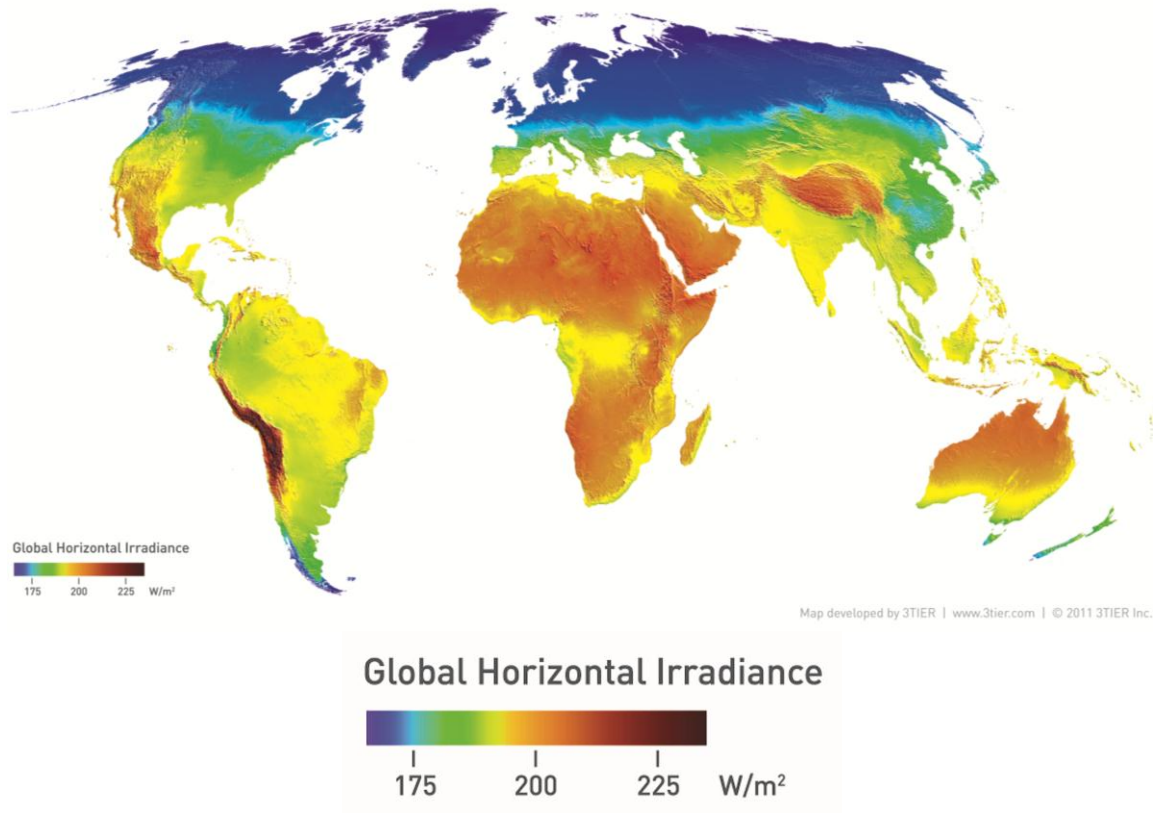 Global Horizontal Irradiance
175 200 225 W/m²
Map developed by 3TIER | www.3tier.com | © 2011 3TIER Inc.
Global Horizontal Irradiance
175 200 225 W/m²